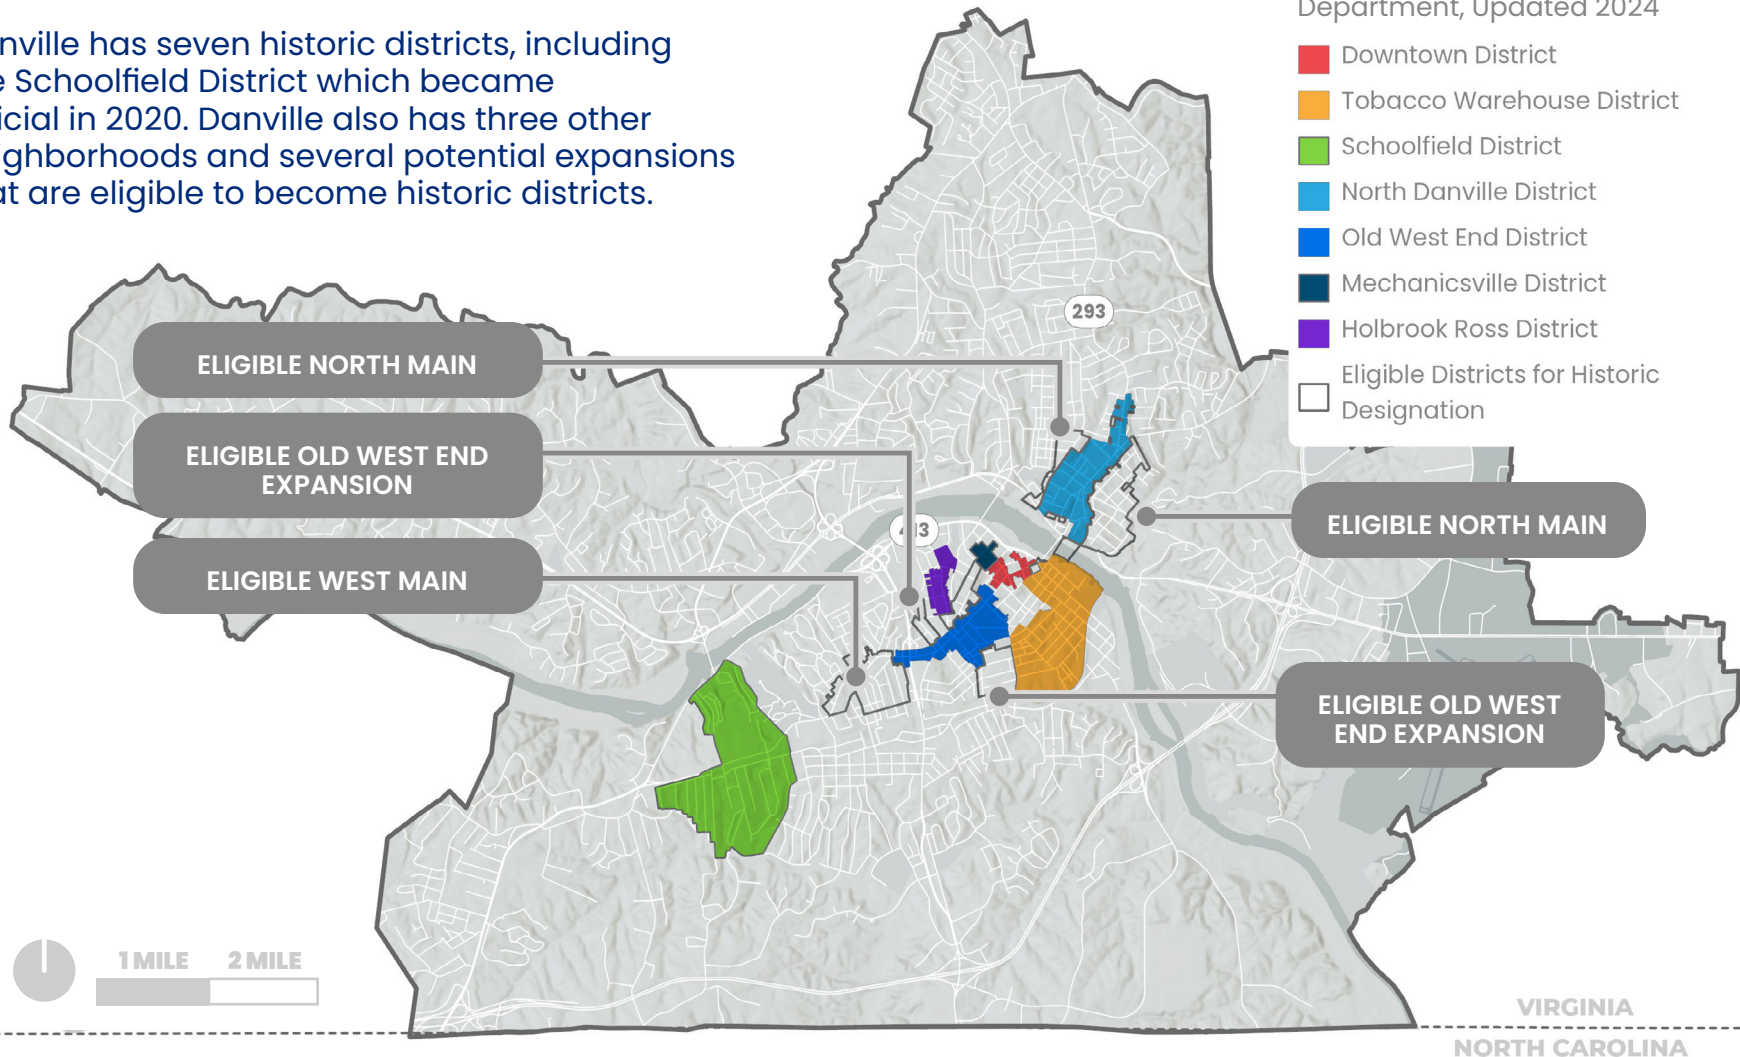 nville has seven historic districts, including
e Schoolfield District which became
icial in 2020. Danville also has three other
ighborhoods and several potential expansions
at are eligible to become historic districts.
Department, Updated 2024
Downtown District
Tobacco Warehouse District
Schoolfield District
North Danville District
Old West End District
Mechanicsville District
Holbrook Ross District
Eligible Districts for Historic
Designation
293
ELIGIBLE NORTH MAIN
ELIGIBLE OLD WEST END
EXPANSION
ELIGIBLE WEST MAIN
ELIGIBLE NORTH MAIN
ELIGIBLE OLD WEST
END EXPANSION
1 MILE 2 MILE
VIRGINIA
NORTH CAROLINA